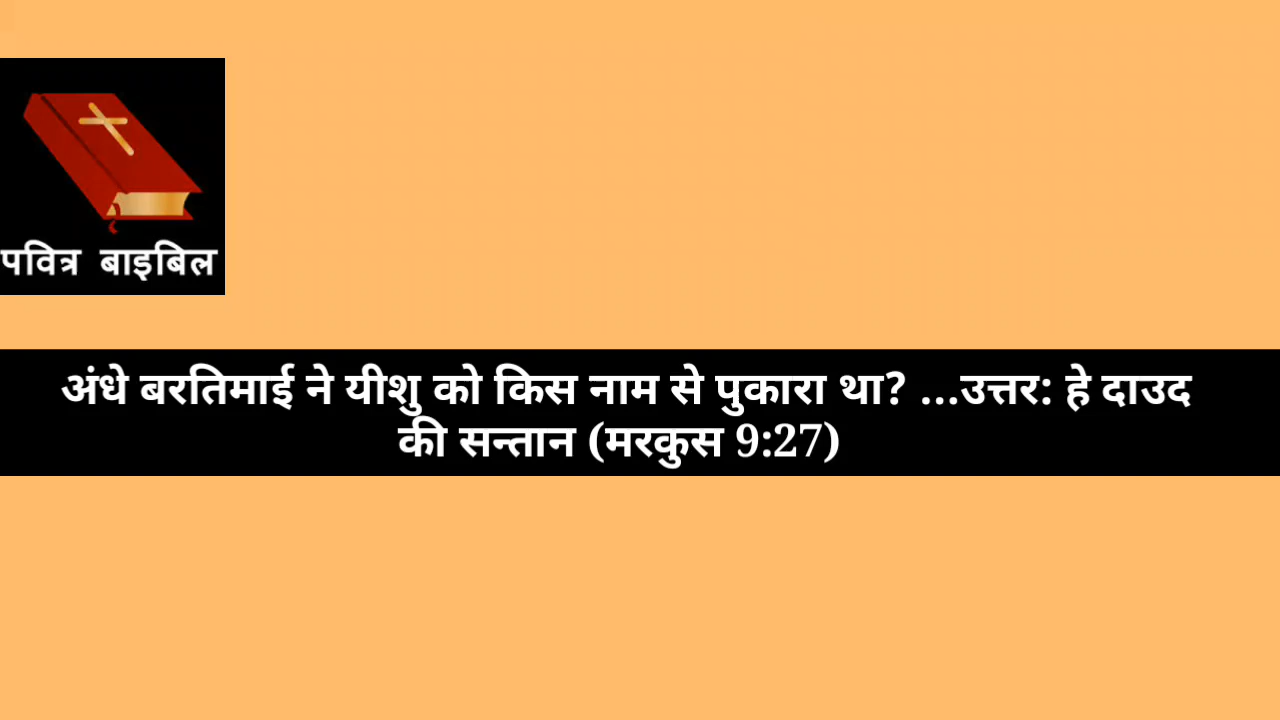 पवित्र बाइबिल
अंधे बरतिमाई ने यीशु को किस नाम से पुकारा था? ...उत्तर: हे दाउद
की सन्तान (मरकुस 9:27)